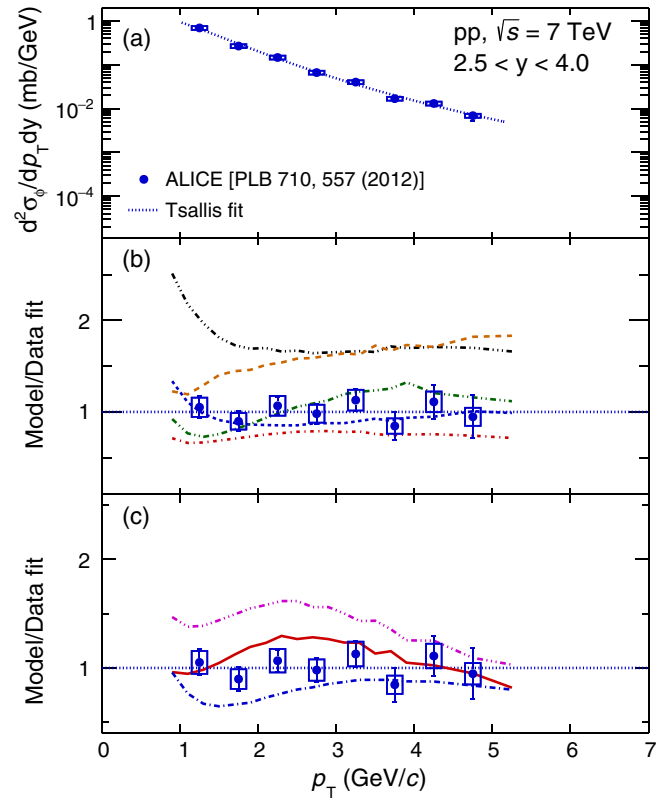 (a)
pp, √s = 7 TeV
2.5 < y < 4.0
1
10⁻²
10⁻⁴
d²σ_ϕ/dp_T dy (mb/GeV)
ALICE [PLB 710, 557 (2012)]
Tsallis fit
(b)
2
1
Model/Data fit
(c)
2
1
Model/Data fit
0 1 2 3 4 5 6 7
p_T (GeV/c)